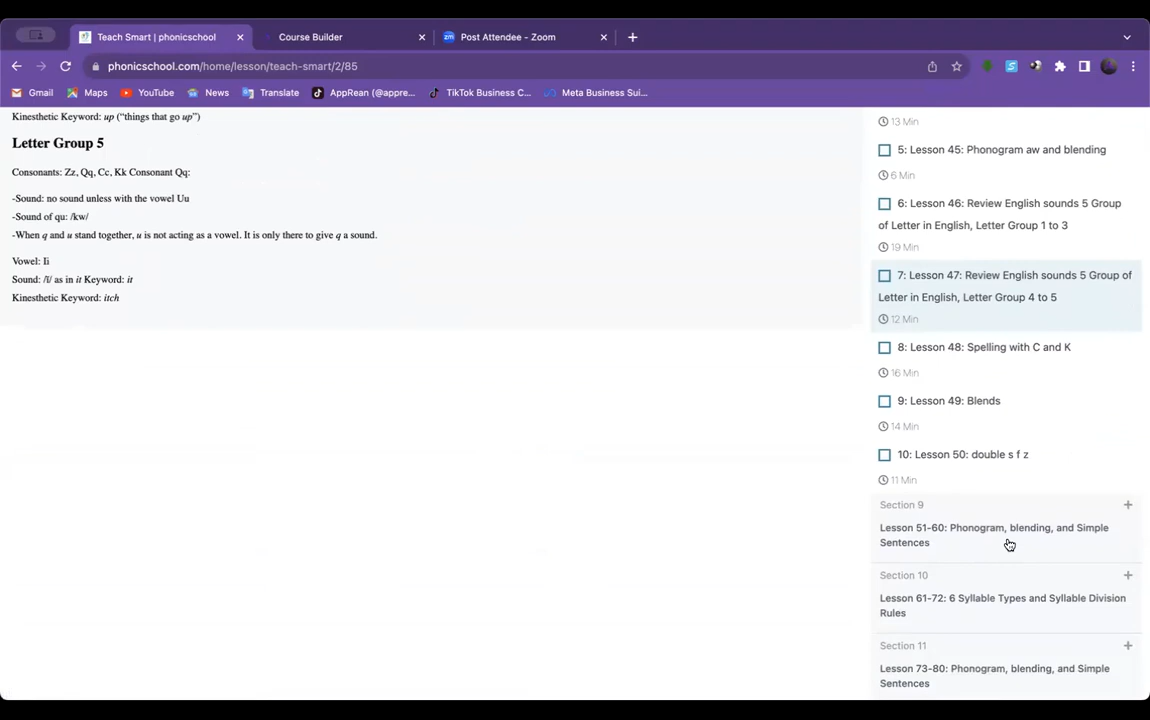 Teach Smart | phonicschool
Course Builder
Post Attendee - Zoom
phonicschool.com/home/lesson/teach-smart/2/85
Gmail
Maps
YouTube
News
Translate
AppRean (@appre...
TikTok Business C...
Meta Business Sui...
Kinesthetic Keyword: up (“things that go up”)
Letter Group 5
Consonants: Zz, Qq, Cc, Kk Consonant Qq:
-Sound: no sound unless with the vowel Uu
-Sound of qu: /kw/
-When q and u stand together, u is not acting as a vowel. It is only there to give q a sound.
Vowel: Ii
Sound: /ĭ/ as in it Keyword: it
Kinesthetic Keyword: itch
13 Min
5: Lesson 45: Phonogram aw and blending
6 Min
6: Lesson 46: Review English sounds 5 Group
of Letter in English, Letter Group 1 to 3
19 Min
7: Lesson 47: Review English sounds 5 Group of
Letter in English, Letter Group 4 to 5
12 Min
8: Lesson 48: Spelling with C and K
16 Min
9: Lesson 49: Blends
14 Min
10: Lesson 50: double s f z
11 Min
Section 9
Lesson 51-60: Phonogram, blending, and Simple
Sentences
Section 10
Lesson 61-72: 6 Syllable Types and Syllable Division
Rules
Section 11
Lesson 73-80: Phonogram, blending, and Simple
Sentences